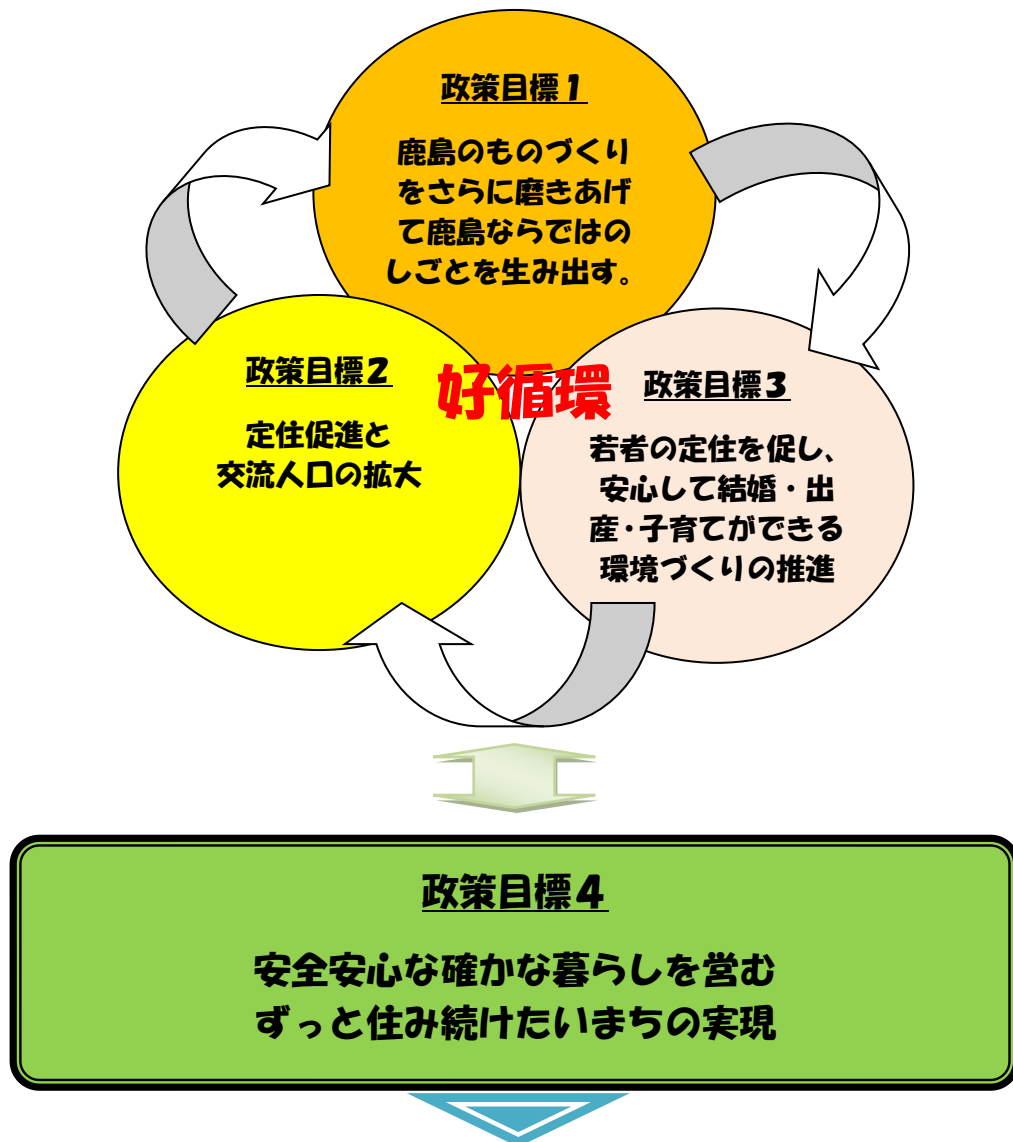 政策目標1
鹿島のものづくり
をさらに磨きあげ
て鹿島ならではの
しごとを生み出す。
好循環
政策目標2
定住促進と
交流人口の拡大
政策目標3
若者の定住を促し、
安心して結婚・出
産・子育てができる
環境づくりの推進
政策目標4
安全安心な確かな暮らしを営む
ずっと住み続けたいまちの実現